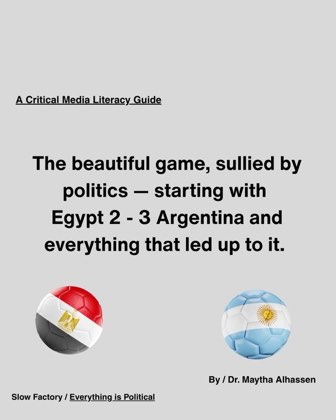 A Critical Media Literacy Guide
The beautiful game, sullied by
politics — starting with
Egypt 2 - 3 Argentina and
everything that led up to it.
By / Dr. Maytha Alhassen
Slow Factory / Everything is Political